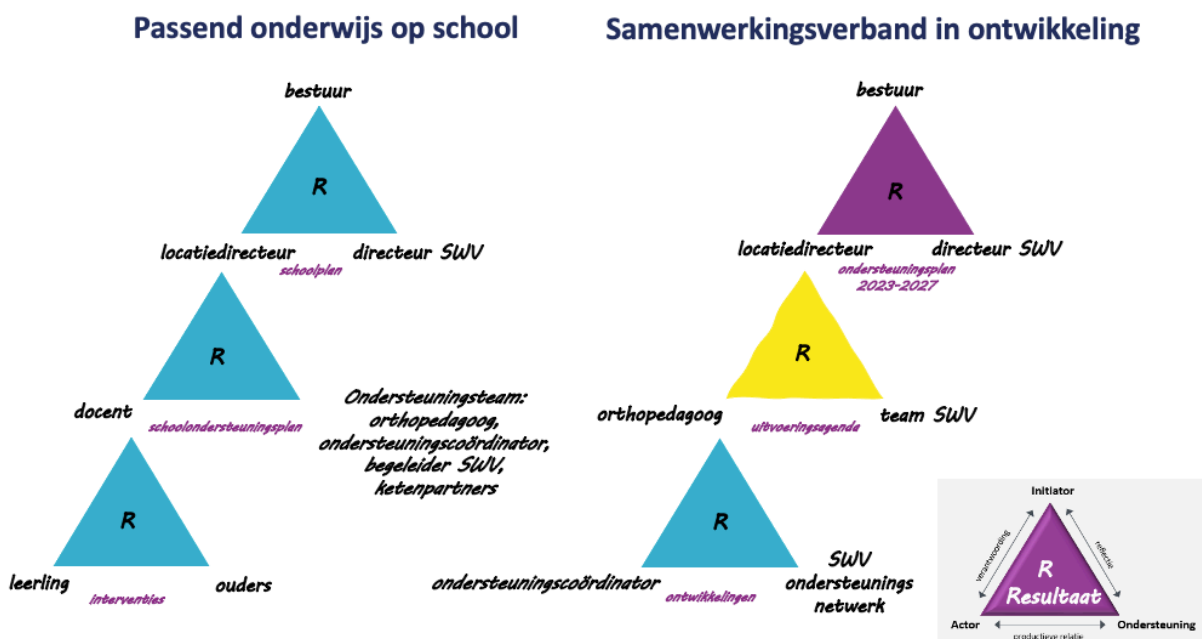 Passend onderwijs op school
bestuur
R
locatiedirecteur
directeur SWV
schoolplan
R
docent
schoolondersteuningsplan
Ondersteuningsteam:
orthopedagoog,
ondersteuningscoördinator,
begeleider SWV,
ketenpartners
R
leerling
ouders
interventies
Samenwerkingsverband in ontwikkeling
bestuur
R
locatiedirecteur
directeur SWV
ondersteuningsplan
2023-2027
R
orthopedagoog
team SWV
uitvoeringsagenda
R
ondersteuningscoördinator
SWV
ondersteunings
netwerk
ontwikkelingen
Initiator
verantwoording
reflectie
R
Resultaat
Actor
Ondersteuning
productieve relatie